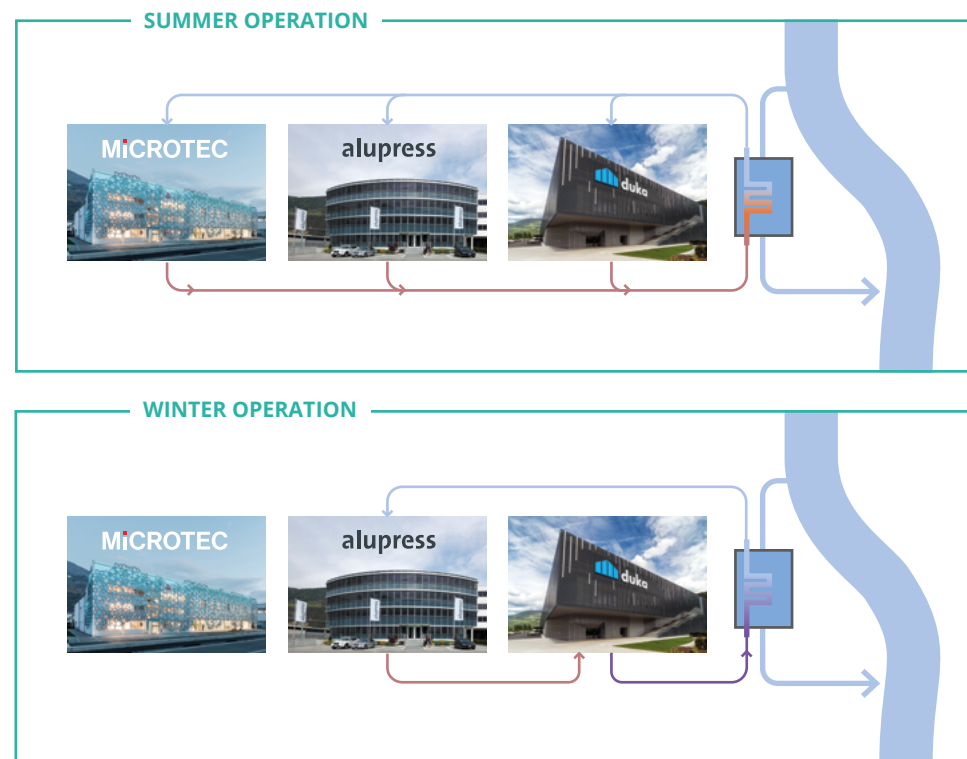 SUMMER OPERATION
MiCROTEC
alupress
duka
WINTER OPERATION
MiCROTEC
alupress
duka